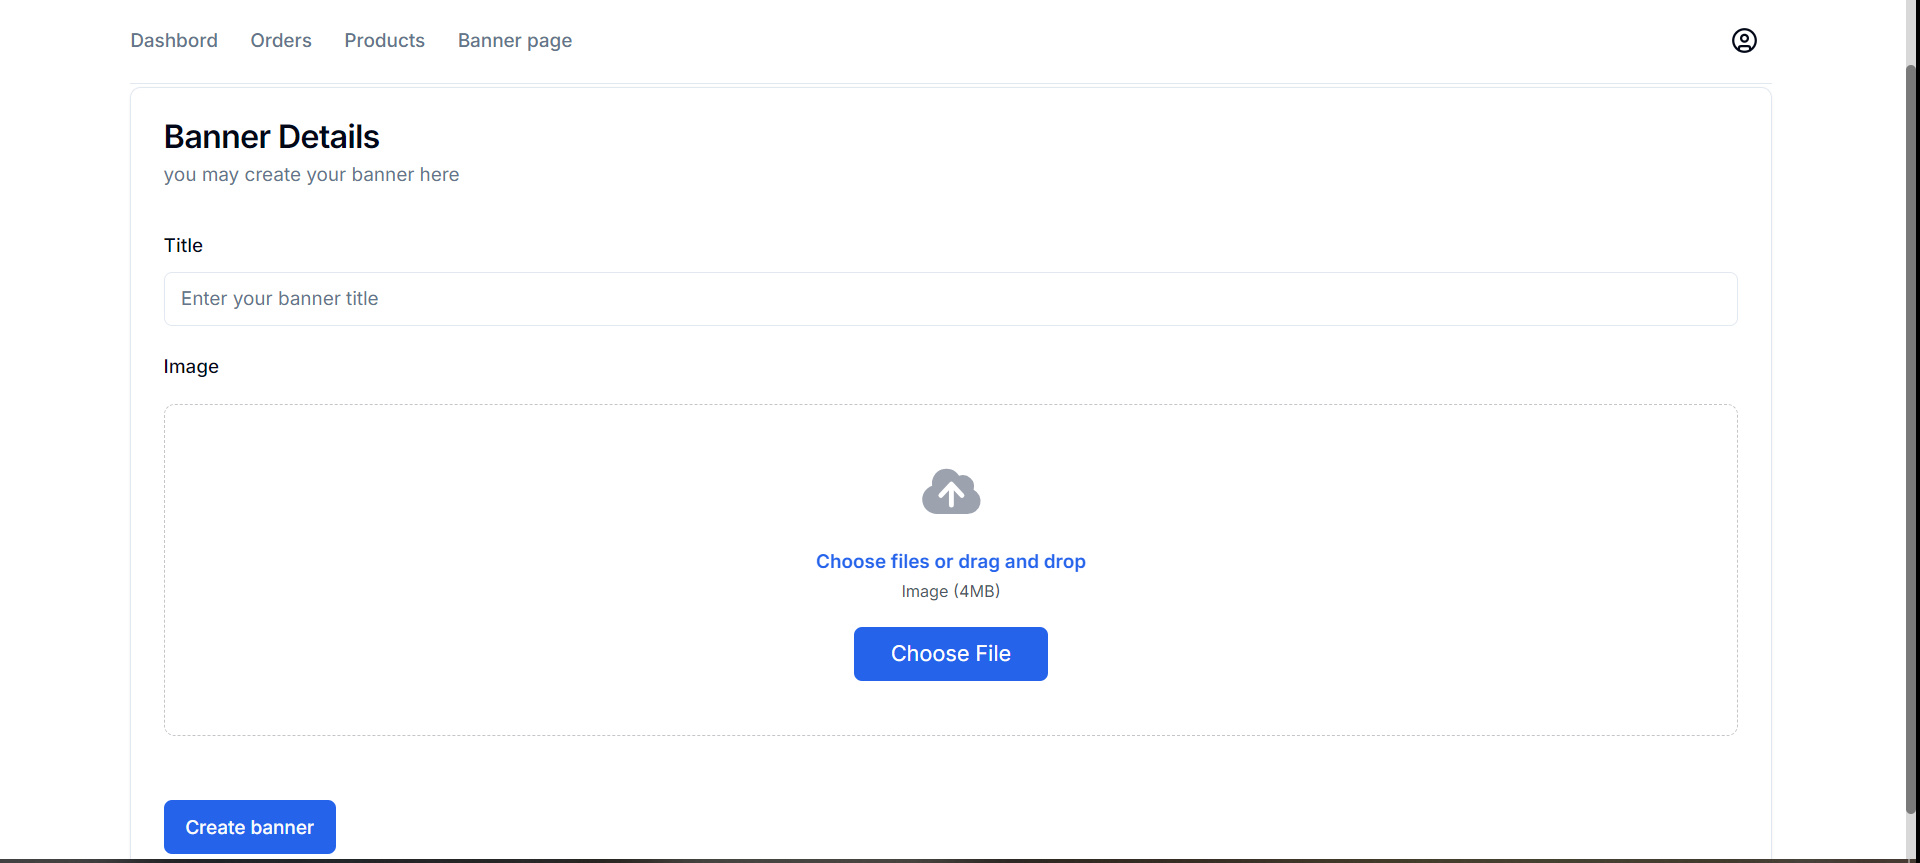 Dashbord Orders Products Banner page
Banner Details
you may create your banner here
Title
Enter your banner title
Image
Choose files or drag and drop
Image (4MB)
Choose File
Create banner